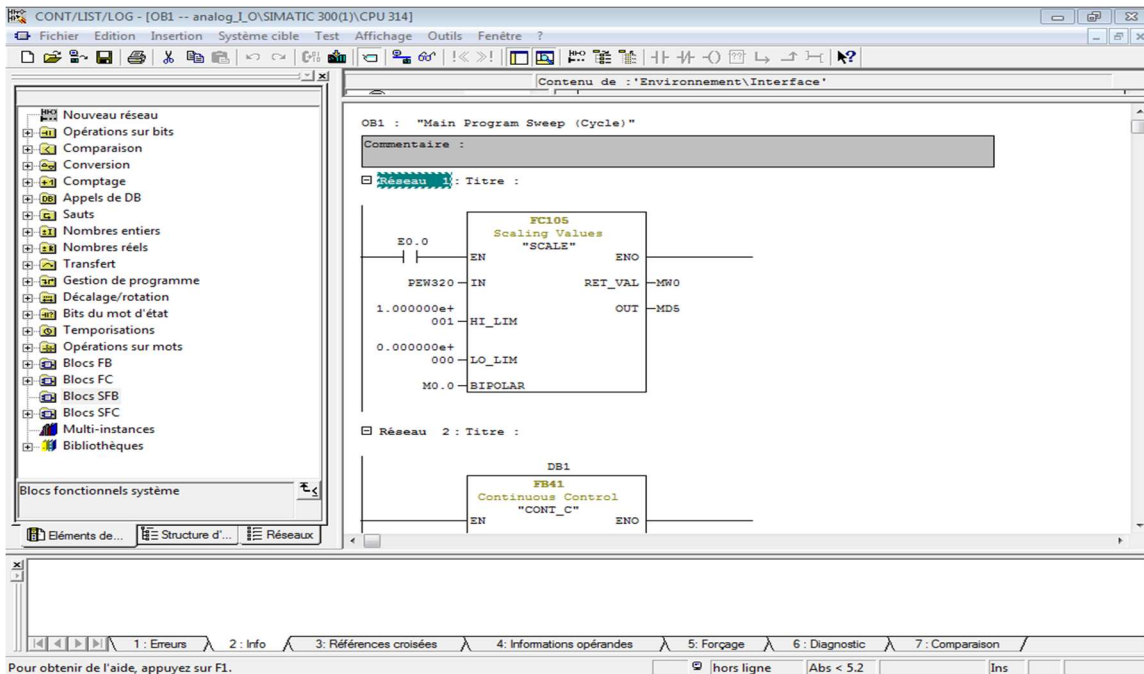 CONT/LIST/LOG - [OB1 -- analog_I_O\SIMATIC 300(1)\CPU 314]
Fichier Edition Insertion Système cible Test Affichage Outils Fenêtre ?
Contenu de :'Environnement\Interface'
Nouveau réseau
Opérations sur bits
Comparaison
Conversion
Comptage
Appels de DB
Sauts
Nombres entiers
Nombres réels
Transfert
Gestion de programme
Décalage/rotation
Bits du mot d'état
Temporisations
Opérations sur mots
Blocs FB
Blocs FC
Blocs SFB
Blocs SFC
Multi-instances
Bibliothèques
Blocs fonctionnels système
Eléments de... Structure d'... Réseaux
OB1 : "Main Program Sweep (Cycle)"
Commentaire :
Réseau 1: Titre :
FC105
Scaling Values
"SCALE"
E0.0
EN ENO
PEW320 IN RET_VAL MW0
1.000000e+
001 HI_LIM
OUT MD5
0.000000e+
000 LO_LIM
M0.0 BIPOLAR
Réseau 2 : Titre :
DB1
FB41
Continuous Control
"CONT_C"
EN ENO
1 : Erreurs 2 : Info 3: Références croisées 4: Informations opérandes 5: Forçage 6 : Diagnostic 7 : Comparaison
Pour obtenir de l'aide, appuyez sur F1. hors ligne Abs < 5.2 Ins